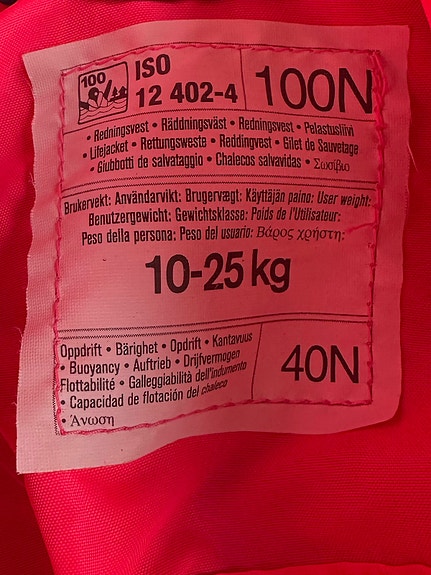 100
ISO
12 402-4
100N
• Redningsvest • Räddningsväst • Redningsvest • Pelastusliivi
• Lifejacket • Rettungsweste • Reddingvest • Gilet de Sauvetage
• Giubbotti de salvataggio • Chalecos salvavidas • Σωσίβιο
Brukervekt: Användarvikt: Brugervægt: Käyttäjän paino: User weight:
Benutzergewicht: Gewichtsklasse: Poids de l'Utilisateur:
Peso della persona: Peso del usuario: Βάρος χρήστη:
10-25 kg
Oppdrift • Bärighet • Opdrift • Kantavuus
• Buoyancy • Auftrieb • Drijfvermogen
Flottabilité • Galleggiabilità dell'indumento
• Capacidad de flotación del chaleco
• Άνωση
40N